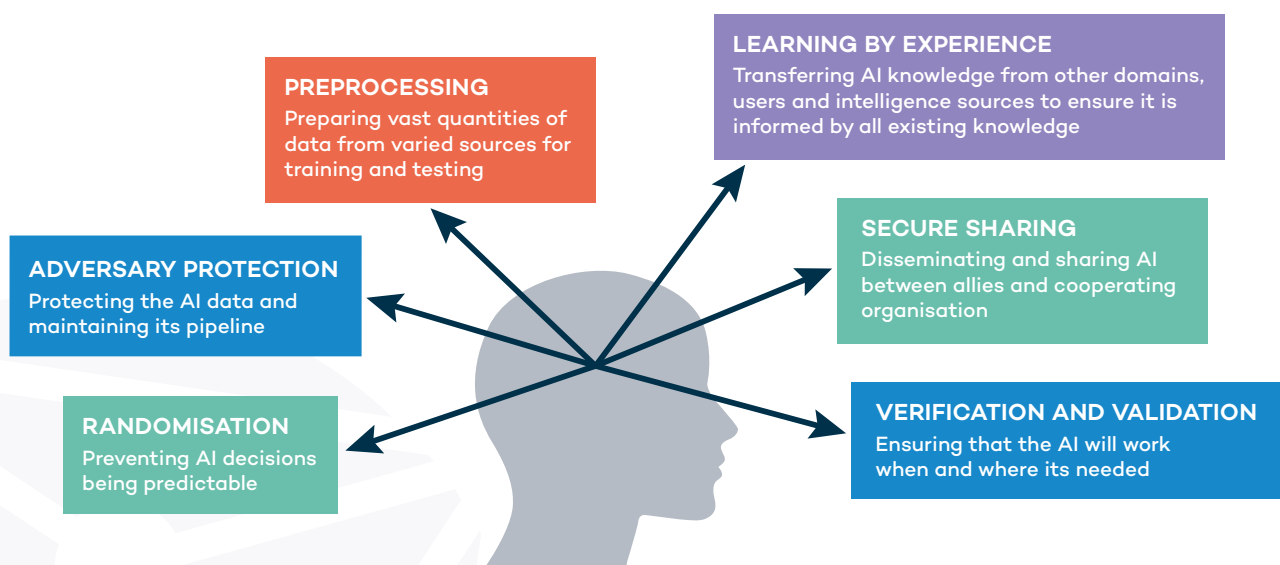 LEARNING BY EXPERIENCE
Transferring AI knowledge from other domains,
users and intelligence sources to ensure it is
informed by all existing knowledge
PREPROCESSING
Preparing vast quantities of
data from varied sources for
training and testing
SECURE SHARING
Disseminating and sharing AI
between allies and cooperating
organisation
ADVERSARY PROTECTION
Protecting the AI data and
maintaining its pipeline
VERIFICATION AND VALIDATION
Ensuring that the AI will work
when and where its needed
RANDOMISATION
Preventing AI decisions
being predictable